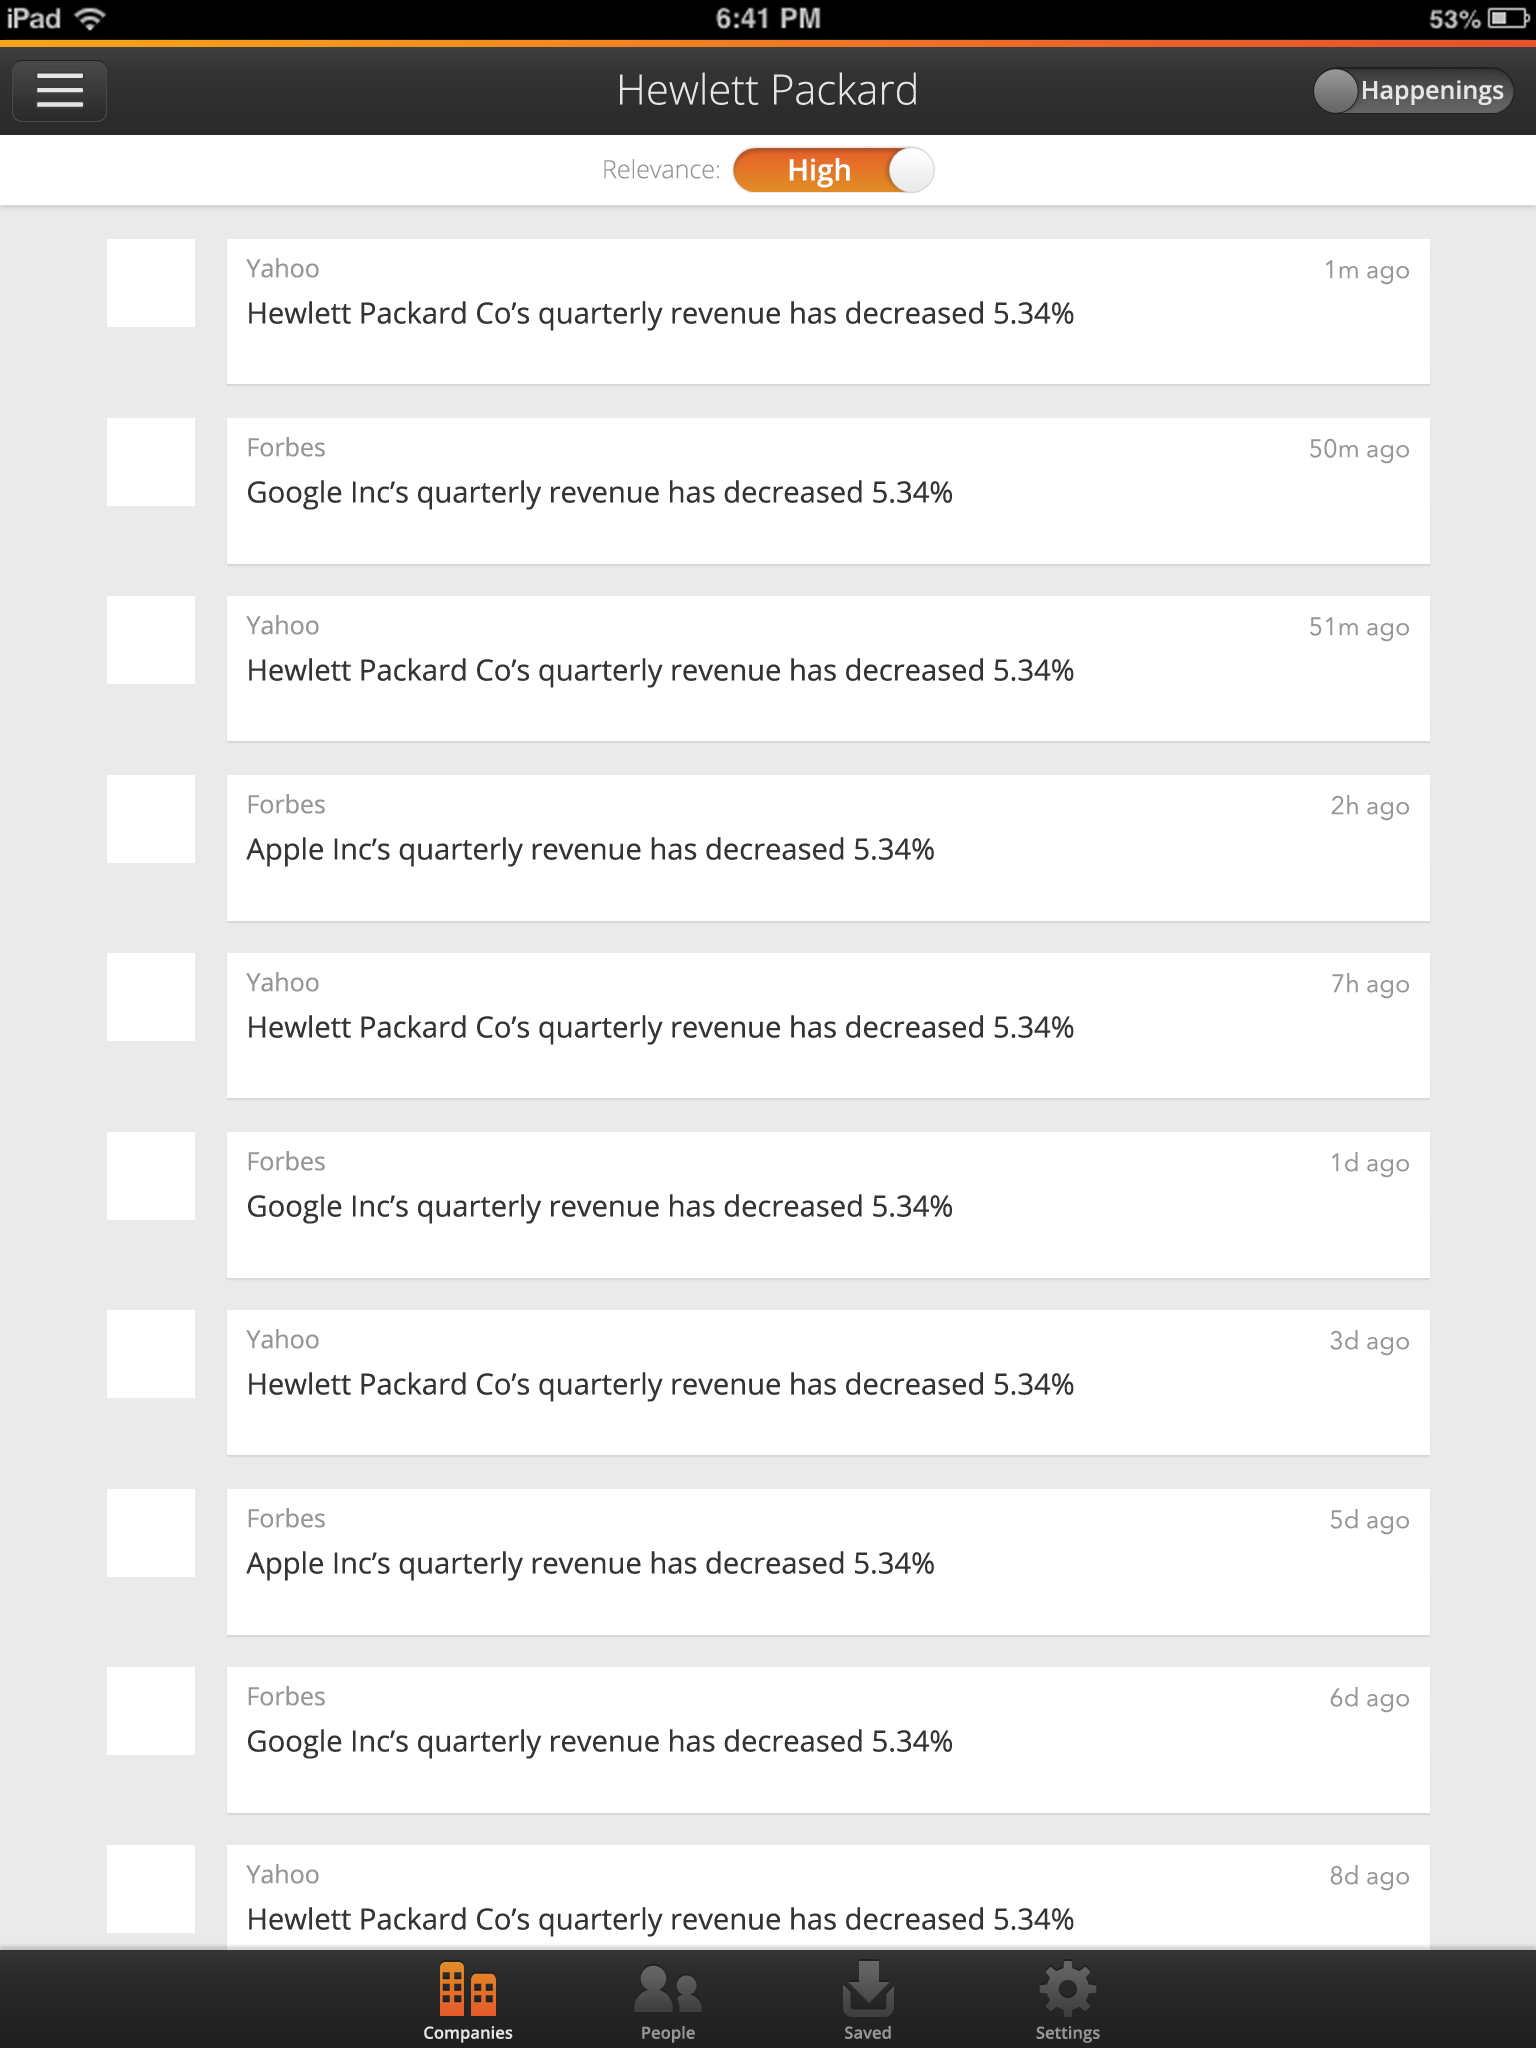 iPad 6:41 PM 53%
Hewlett Packard Happenings
Relevance: High
Yahoo 1m ago
Hewlett Packard Co’s quarterly revenue has decreased 5.34%
Forbes 50m ago
Google Inc’s quarterly revenue has decreased 5.34%
Yahoo 51m ago
Hewlett Packard Co’s quarterly revenue has decreased 5.34%
Forbes 2h ago
Apple Inc’s quarterly revenue has decreased 5.34%
Yahoo 7h ago
Hewlett Packard Co’s quarterly revenue has decreased 5.34%
Forbes 1d ago
Google Inc’s quarterly revenue has decreased 5.34%
Yahoo 3d ago
Hewlett Packard Co’s quarterly revenue has decreased 5.34%
Forbes 5d ago
Apple Inc’s quarterly revenue has decreased 5.34%
Forbes 6d ago
Google Inc’s quarterly revenue has decreased 5.34%
Yahoo 8d ago
Hewlett Packard Co’s quarterly revenue has decreased 5.34%
Companies People Saved Settings